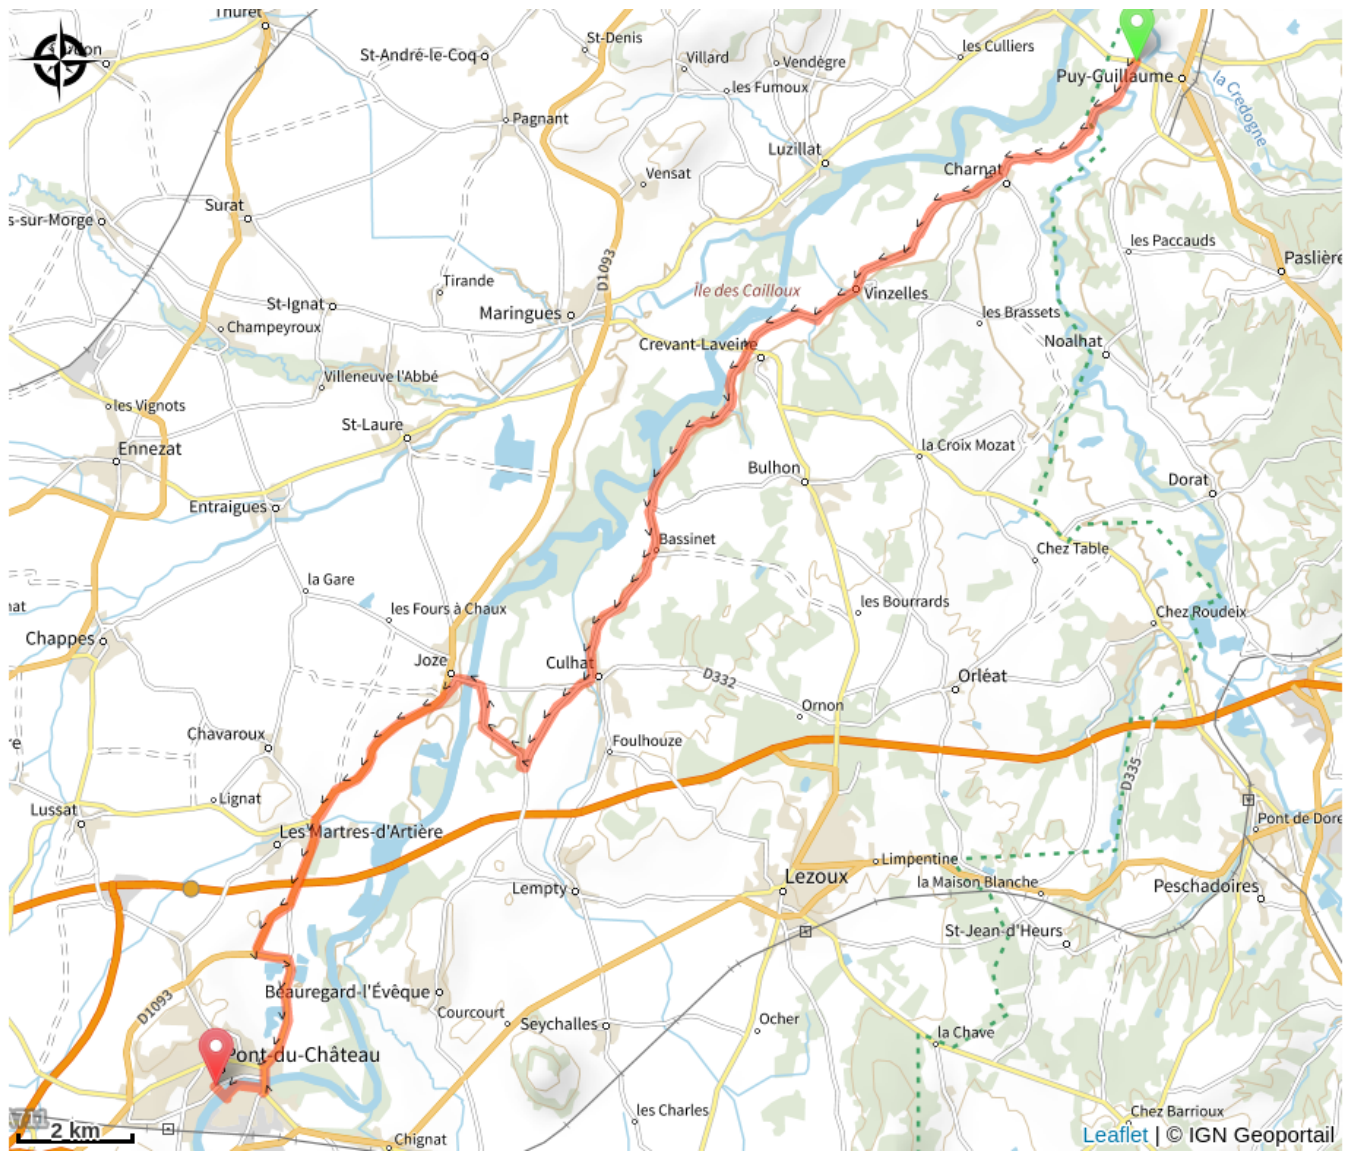 Thuret
St-André-le-Coq
St-Denis
Villard
Vendègre
les Culliers
les Fumoux
Puy-Guillaume
la Credogne
Pagnant
Luzillat
Charnat
Vensat
Surat
s-sur-Morge
les Paccauds
Paslière
D1093
Tirande
Île des Cailloux
Vinzelles
St-Ignat
Maringues
les Brassets
Champeyroux
Crevant-Laveine
Noalhat
Villeneuve l'Abbé
les Vignots
St-Laure
Ennezat
la Croix Mozat
Bulhon
Dorat
Entraigues
Bassinet
Chez Table
la Gare
les Fours à Chaux
les Bourrards
Chez Roudeix
nat
Chappes
Joze
Culhat
D332
Orléat
Ornon
Chavaroux
Foulhouze
re
D335
Lignat
Lussat
Les Martres-d'Artière
Pont de Dore
Limpentine
Lempty
Lezoux
la Maison Blanche
Peschadoires
St-Jean-d'Heurs
D1093
Beauregard-l'Évêque
Courcourt
Seychalles
Ocher
la Chave
Pont-du-Château
les Charles
Chez Barrioux
2 km
Chignat
Leaflet | © IGN Geoportail